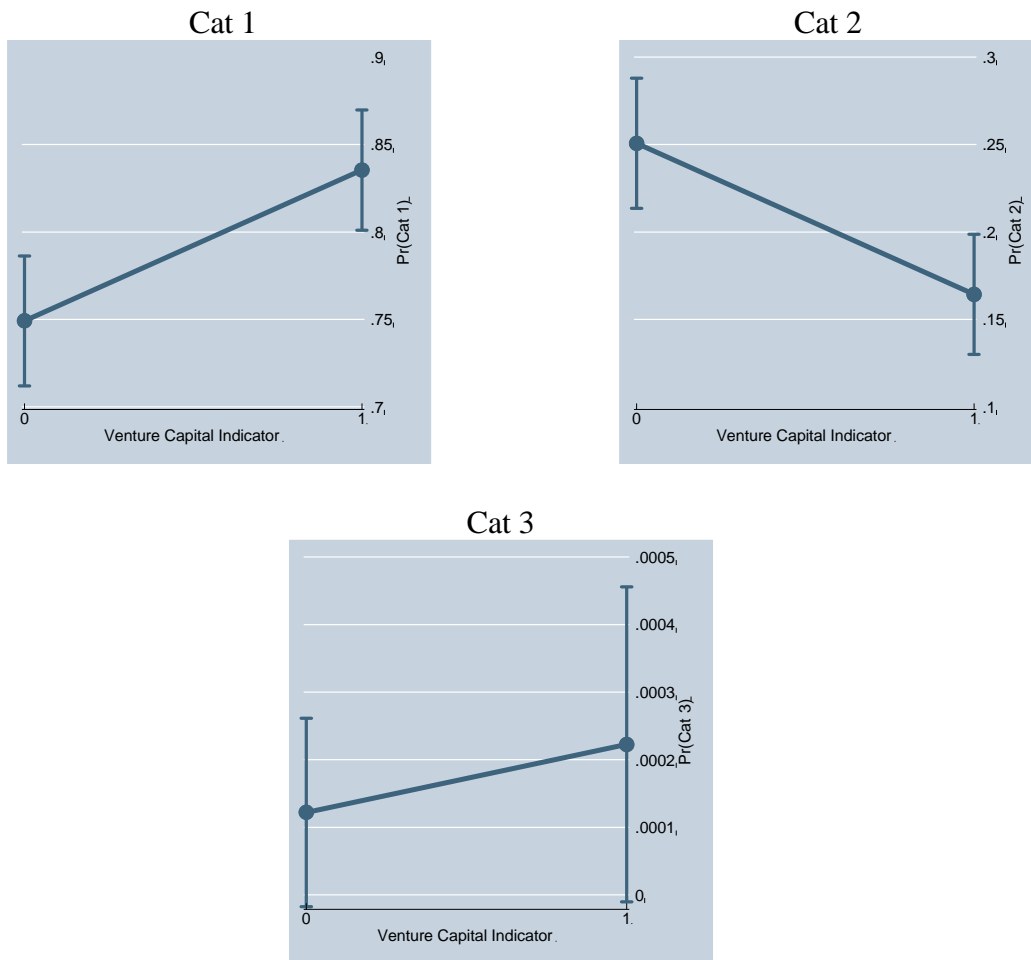 Cat 1
.9
.85
.8
.75
.7
Pr(Cat 1)
0 1
Venture Capital Indicator
Cat 2
.3
.25
.2
.15
.1
Pr(Cat 2)
0 1
Venture Capital Indicator
Cat 3
.0005
.0004
.0003
.0002
.0001
0
Pr(Cat 3)
0 1
Venture Capital Indicator